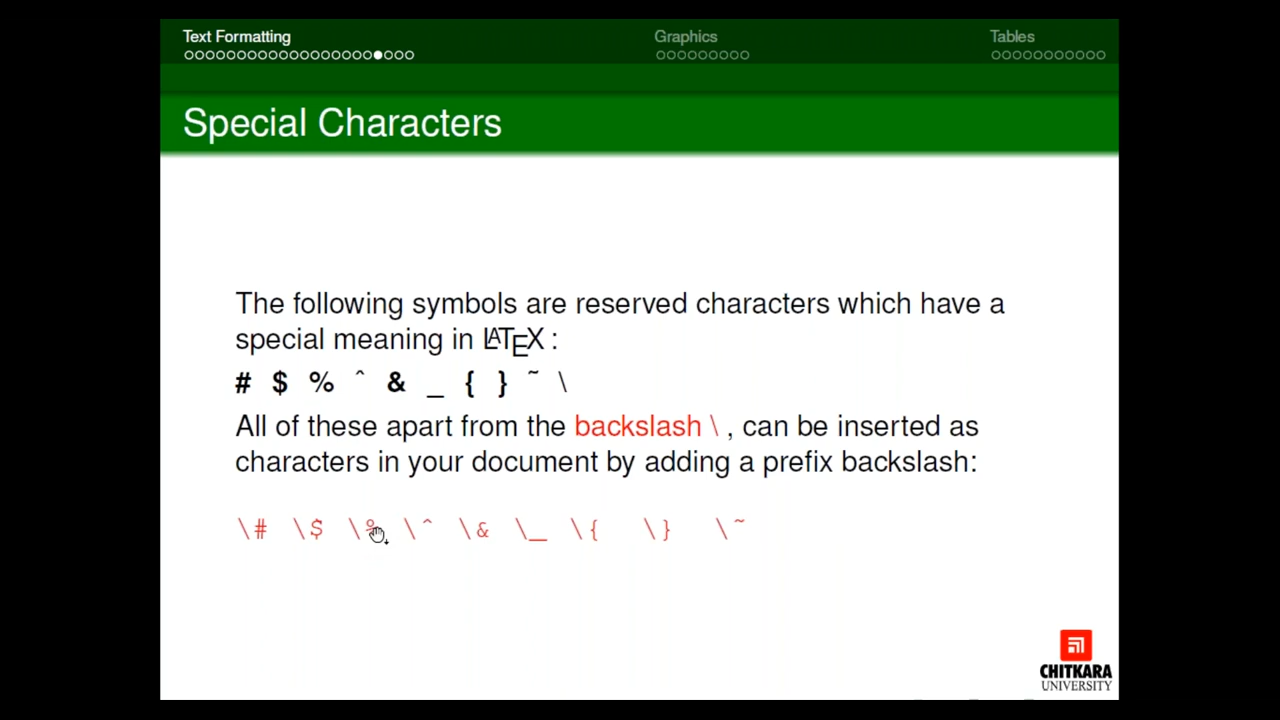 Text Formatting
Graphics
Tables
Special Characters
The following symbols are reserved characters which have a
special meaning in LATEX :
# $ % ˆ & _ { } ˜ \
All of these apart from the backslash \ , can be inserted as
characters in your document by adding a prefix backslash:
\# \$ \% \ˆ \& \_ \{ \} \˜
CHITKARA
UNIVERSITY